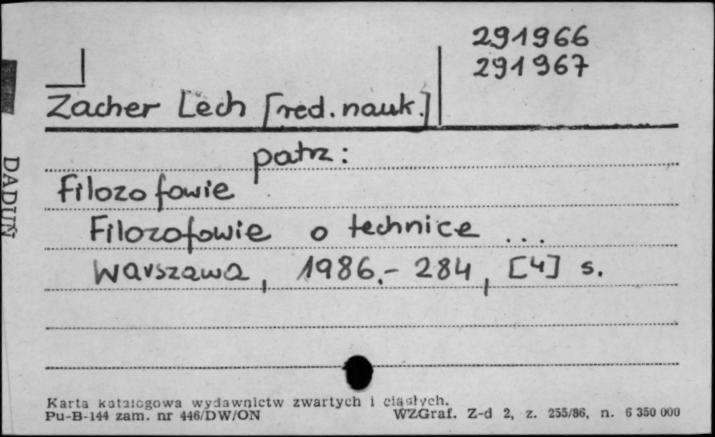 291966
291967
Zacher Lech [red. nauk.]
patrz:
Filozofowie
Filozofowie o technice ...
Warszawa, 1986.- 284, [4] s.
DADUŃ
Karta katalogowa wydawnictw zwartych i ciągłych.
Pu-B-144 zam. nr 446/DW/ON WZGraf. Z-d 2, z. 255/86, n. 6 350 000